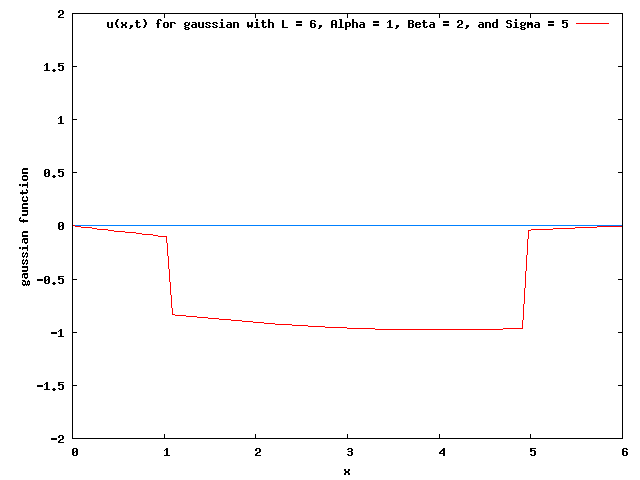 2
u(x,t) for gaussian with L = 6, Alpha = 1, Beta = 2, and Sigma = 5
1.5
1
0.5
0
-0.5
-1
-1.5
-2
gaussian function
0 1 2 3 4 5 6
x